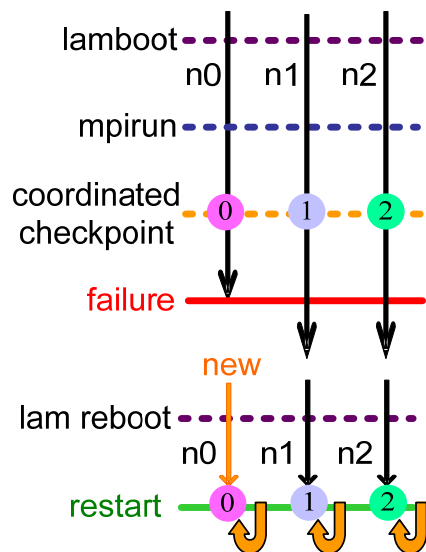 lamboot
n0 n1 n2
mpirun
coordinated
checkpoint
0 1 2
failure
new
lam reboot
n0 n1 n2
restart
0 1 2